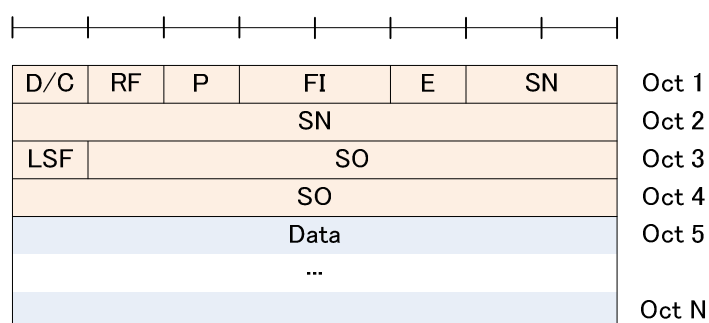 D/C RF P FI E SN Oct 1
SN Oct 2
LSF SO Oct 3
SO Oct 4
Data Oct 5
...
Oct N